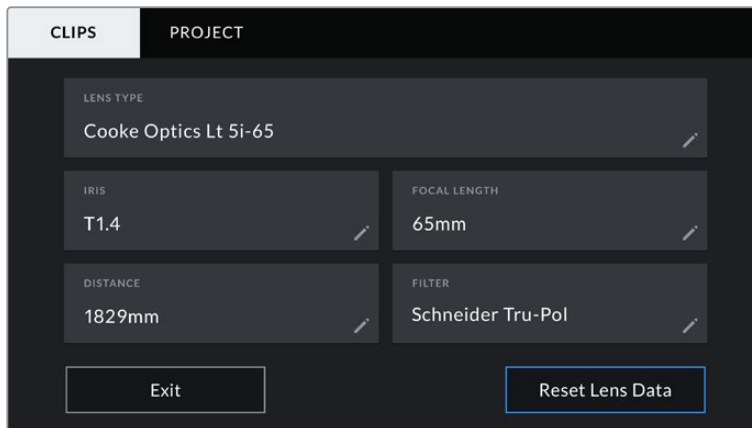 CLIPS PROJECT
LENS TYPE
Cooke Optics Lt 5i-65
IRIS FOCAL LENGTH
T1.4 65mm
DISTANCE FILTER
1829mm Schneider Tru-Pol
Exit Reset Lens Data